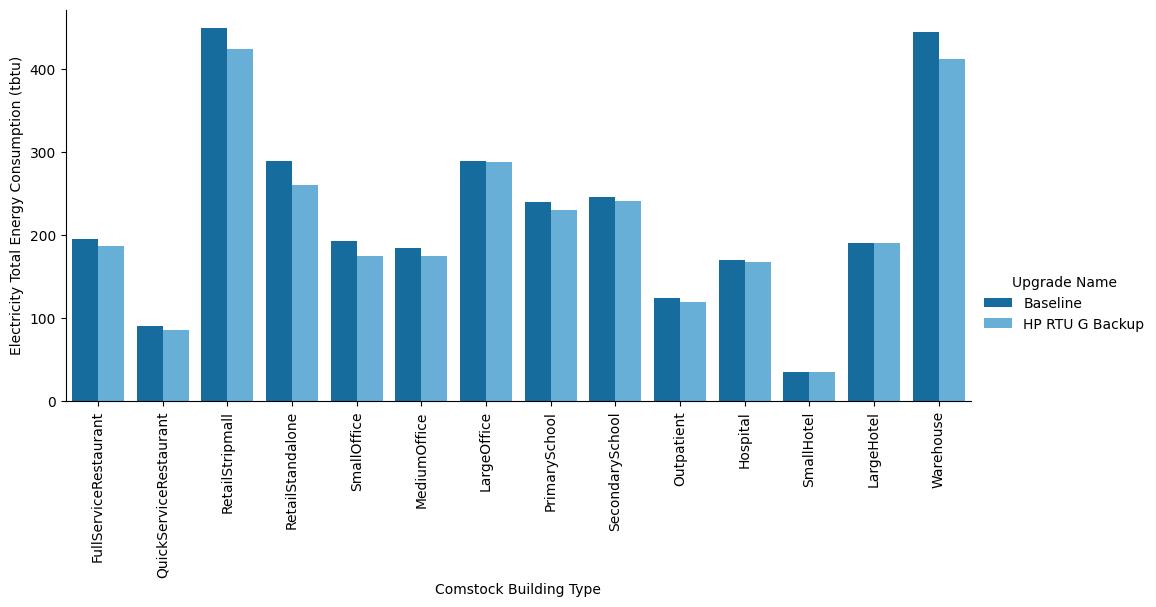 Electricity Total Energy Consumption (tbtu)
400
300
200
100
0
FullServiceRestaurant
QuickServiceRestaurant
RetailStripmall
RetailStandalone
SmallOffice
MediumOffice
LargeOffice
PrimarySchool
SecondarySchool
Outpatient
Hospital
SmallHotel
LargeHotel
Warehouse
Comstock Building Type
Upgrade Name
Baseline
HP RTU G Backup